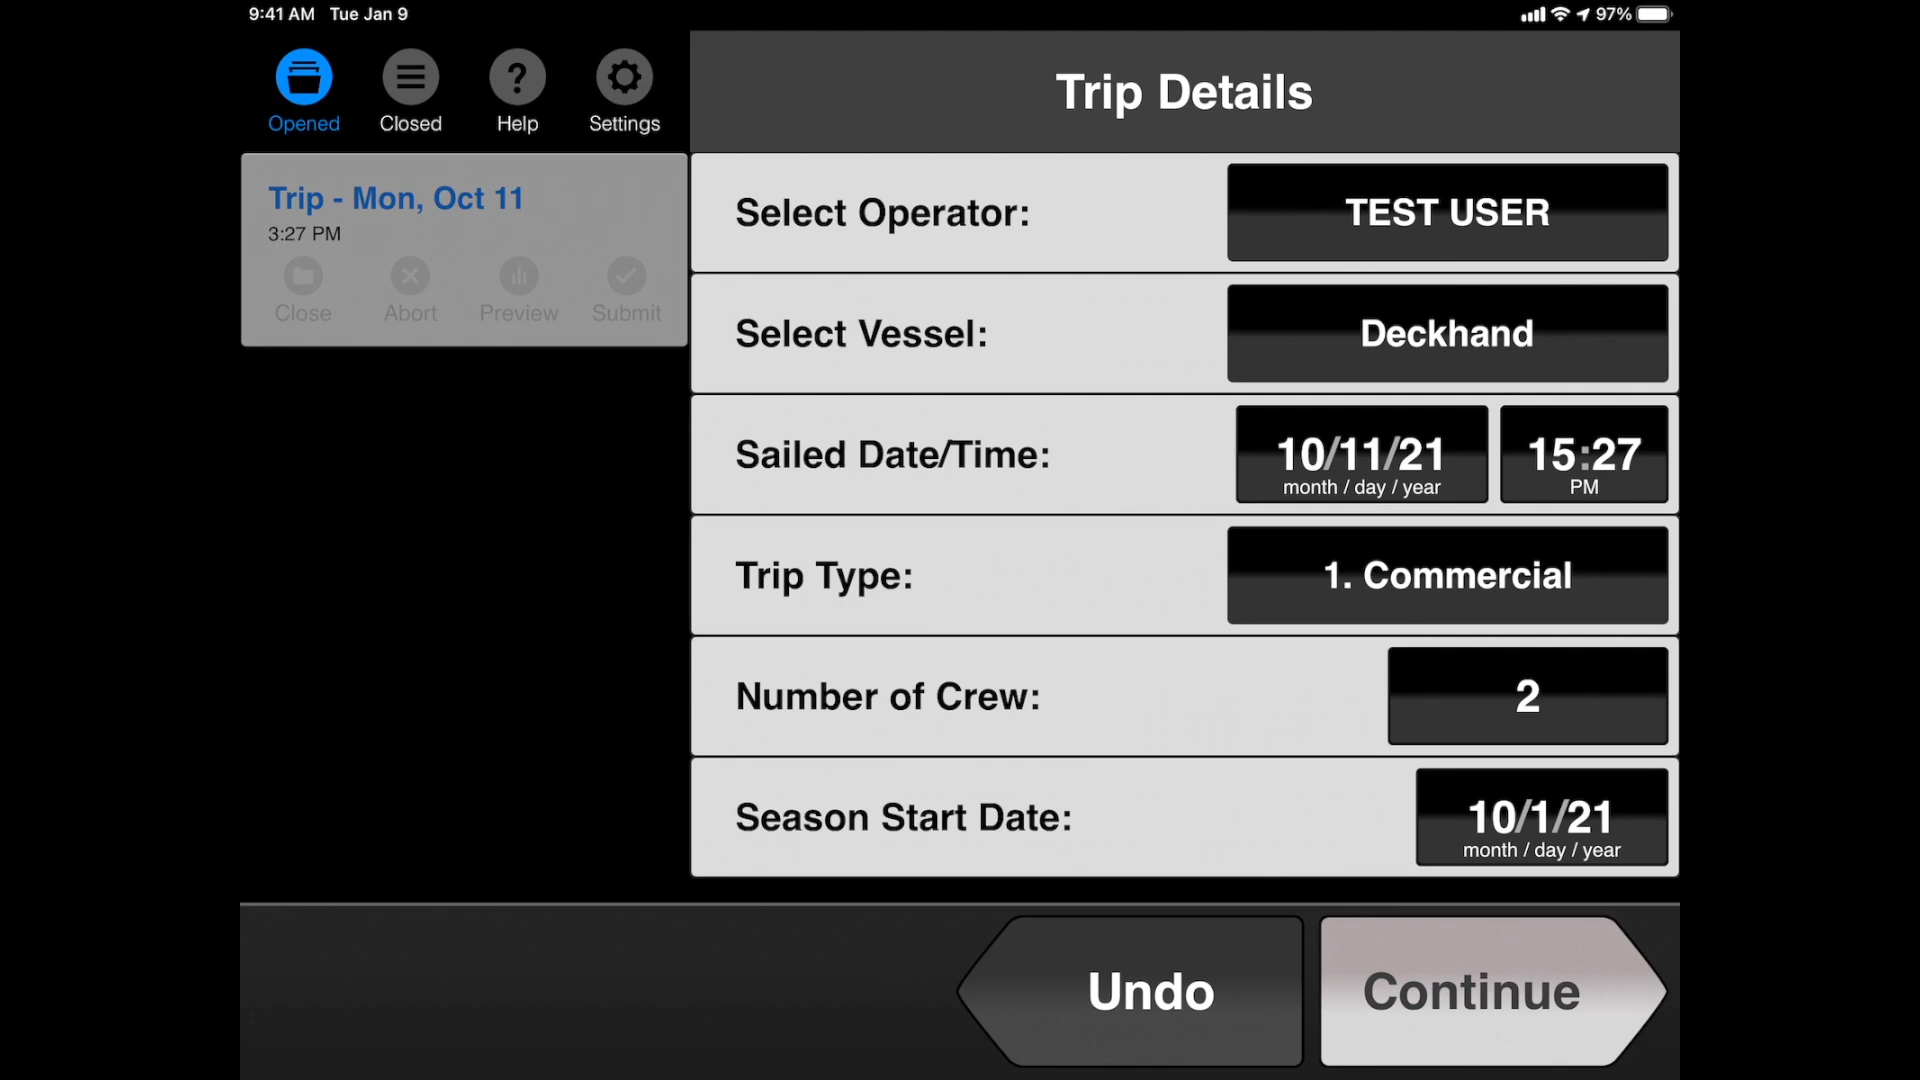 9:41 AM Tue Jan 9
97%
Opened Closed Help Settings
Trip - Mon, Oct 11
3:27 PM
Close Abort Preview Submit
Trip Details
Select Operator: TEST USER
Select Vessel: Deckhand
Sailed Date/Time: 10/11/21 15:27
month / day / year PM
Trip Type: 1. Commercial
Number of Crew: 2
Season Start Date: 10/1/21
month / day / year
Undo Continue